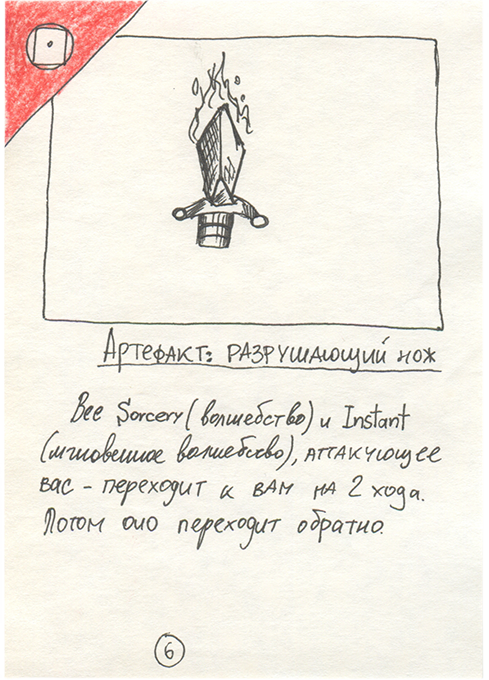 Артефакт: разрушающий нож
Все Sorcery (волшебство) и Instant
(мгновенное волшебство), аттакующее
вас - переходит к вам на 2 хода.
Потом оно переходит обратно.
6